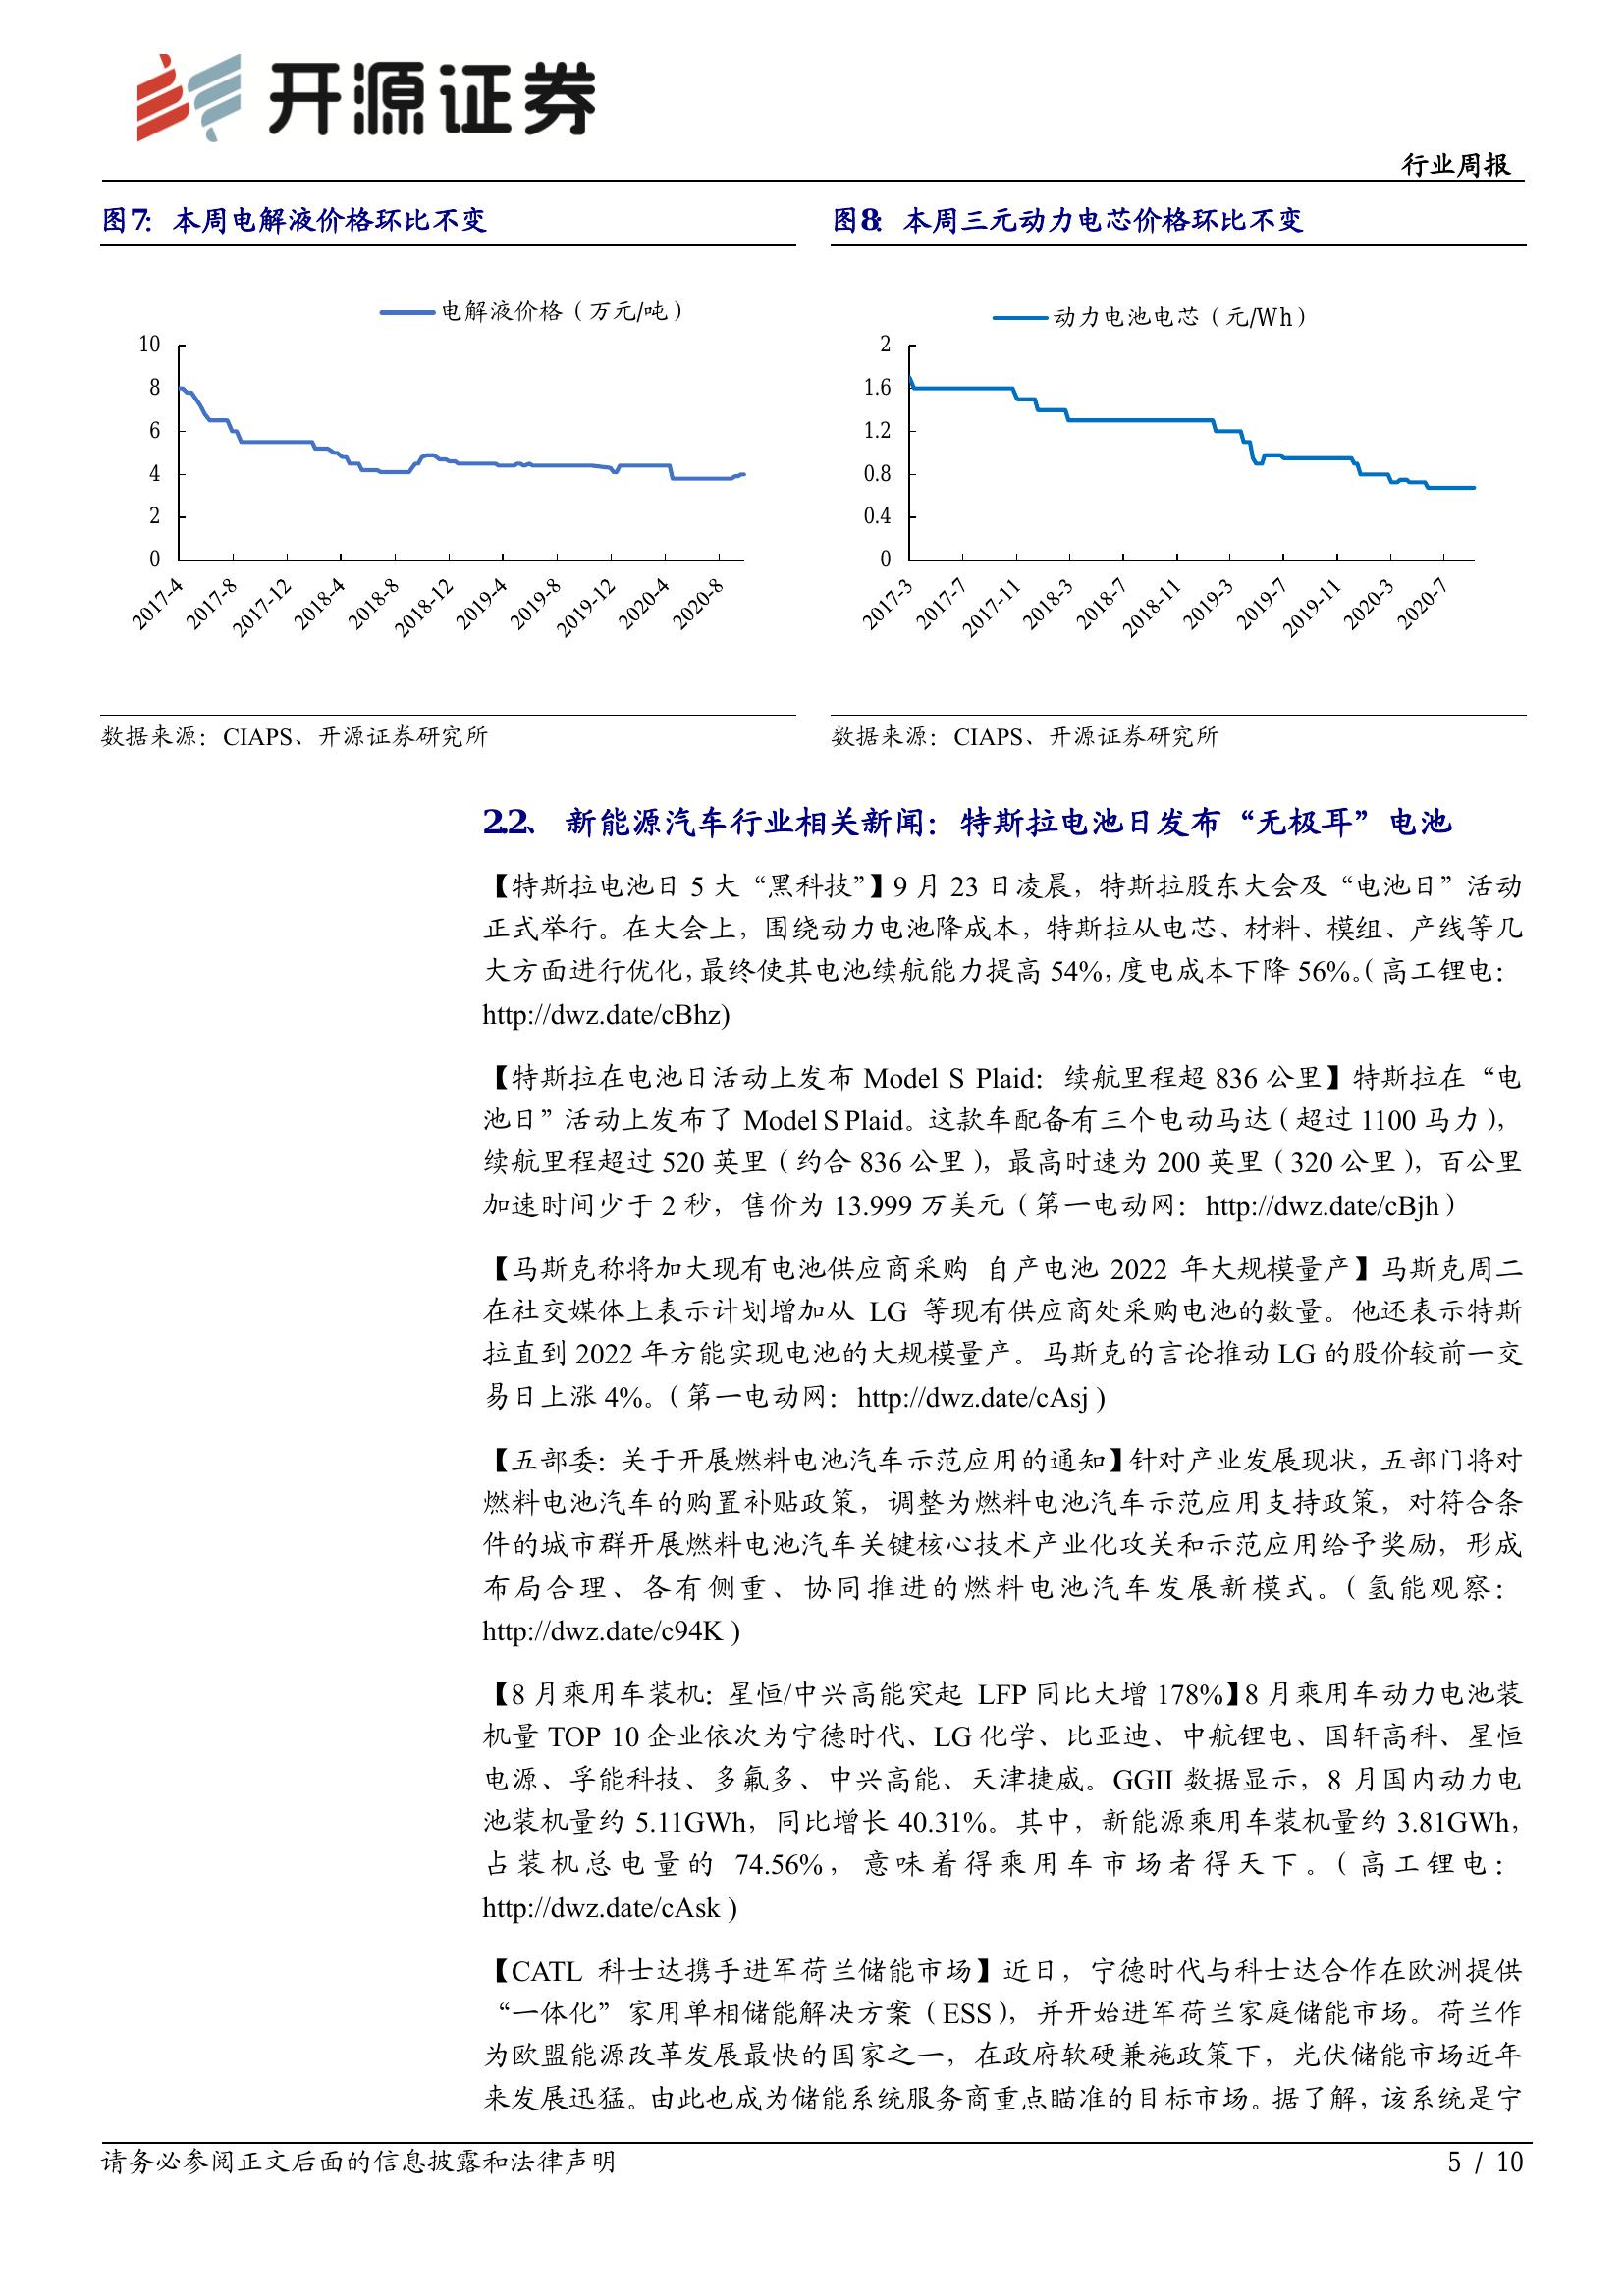 开源证券
行业周报
图7：本周电解液价格环比不变
电解液价格（万元/吨）
10
8
6
4
2
0
2017-4
2017-8
2017-12
2018-4
2018-8
2018-12
2019-4
2019-8
2019-12
2020-4
2020-8
数据来源：CIAPS、开源证券研究所
图8：本周三元动力电芯价格环比不变
动力电池电芯（元/Wh）
2
1.6
1.2
0.8
0.4
0
2017-3
2017-7
2017-11
2018-3
2018-7
2018-11
2019-3
2019-7
2019-11
2020-3
2020-7
数据来源：CIAPS、开源证券研究所
2.2、 新能源汽车行业相关新闻：特斯拉电池日发布“无极耳”电池
【特斯拉电池日 5 大“黑科技”】9 月 23 日凌晨，特斯拉股东大会及“电池日”活动
正式举行。在大会上，围绕动力电池降成本，特斯拉从电芯、材料、模组、产线等几
大方面进行优化，最终使其电池续航能力提高 54%，度电成本下降 56%。（高工锂电：
http://dwz.date/cBhz)
【特斯拉在电池日活动上发布 Model S Plaid：续航里程超 836 公里】特斯拉在“电
池日”活动上发布了 Model S Plaid。这款车配备有三个电动马达（超过 1100 马力），
续航里程超过 520 英里（约合 836 公里），最高时速为 200 英里（320 公里），百公里
加速时间少于 2 秒，售价为 13.999 万美元（第一电动网：http://dwz.date/cBjh）
【马斯克称将加大现有电池供应商采购 自产电池 2022 年大规模量产】马斯克周二
在社交媒体上表示计划增加从 LG 等现有供应商处采购电池的数量。他还表示特斯
拉直到 2022 年方能实现电池的大规模量产。马斯克的言论推动 LG 的股价较前一交
易日上涨 4%。（第一电动网：http://dwz.date/cAsj )
【五部委：关于开展燃料电池汽车示范应用的通知】针对产业发展现状，五部门将对
燃料电池汽车的购置补贴政策，调整为燃料电池汽车示范应用支持政策，对符合条
件的城市群开展燃料电池汽车关键核心技术产业化攻关和示范应用给予奖励，形成
布局合理、各有侧重、协同推进的燃料电池汽车发展新模式。（氢能观察：
http://dwz.date/c94K )
【8 月乘用车装机：星恒/中兴高能突起 LFP 同比大增 178%】8 月乘用车动力电池装
机量 TOP 10 企业依次为宁德时代、LG 化学、比亚迪、中航锂电、国轩高科、星恒
电源、孚能科技、多氟多、中兴高能、天津捷威。GGII 数据显示，8 月国内动力电
池装机量约 5.11GWh，同比增长 40.31%。其中，新能源乘用车装机量约 3.81GWh，
占装机总电量的 74.56%，意味着得乘用车市场者得天下。（高工锂电：
http://dwz.date/cAsk )
【CATL 科士达携手进军荷兰储能市场】近日，宁德时代与科士达合作在欧洲提供
“一体化”家用单相储能解决方案（ESS），并开始进军荷兰家庭储能市场。荷兰作
为欧盟能源改革发展最快的国家之一，在政府软硬兼施政策下，光伏储能市场近年
来发展迅猛。由此也成为储能系统服务商重点瞄准的目标市场。据了解，该系统是宁
请务必参阅正文后面的信息披露和法律声明
5 / 10